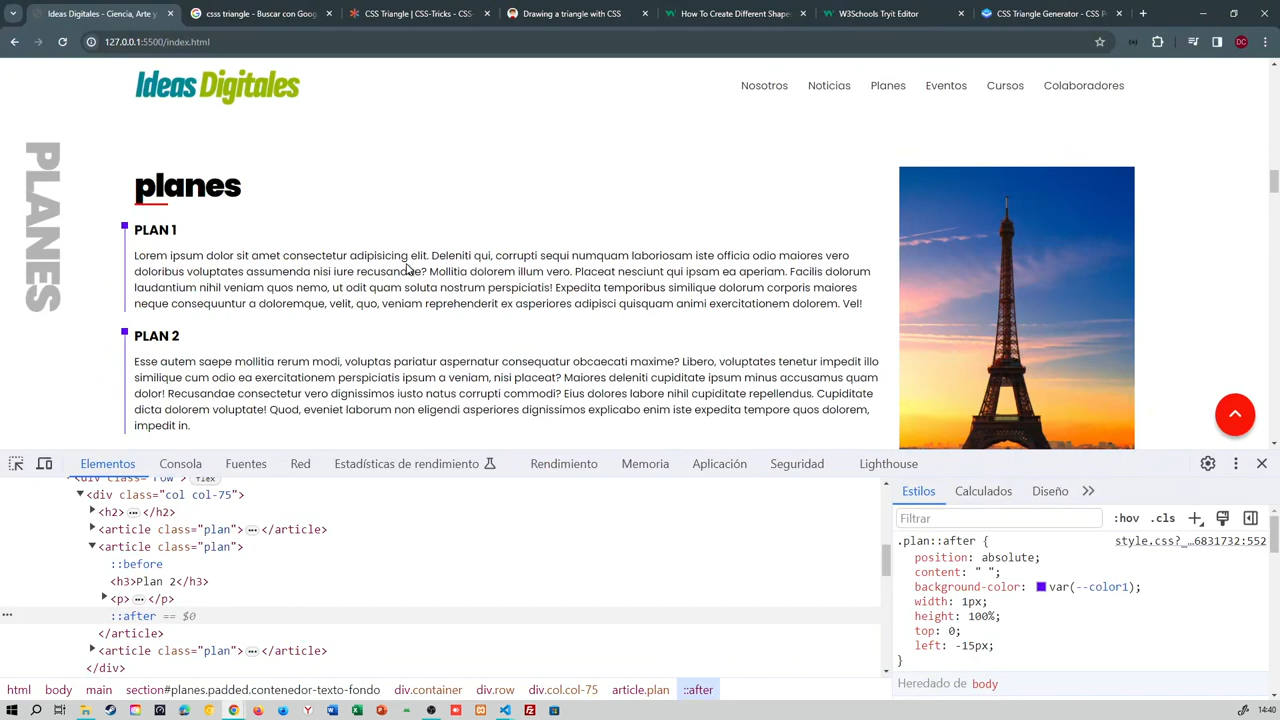 Ideas Digitales - Ciencia, Arte y
css triangle - Buscar con Goog
CSS Triangle | CSS-Tricks - CSS-
Drawing a triangle with CSS
How To Create Different Shape
W3Schools Tryit Editor
CSS Triangle Generator - CSS P
127.0.0.1:5500/index.html
DC
Ideas Digitales
Nosotros Noticias Planes Eventos Cursos Colaboradores
PLANES
planes
PLAN 1
Lorem ipsum dolor sit amet consectetur adipisicing elit. Deleniti qui, corrupti sequi numquam laboriosam iste officia odio maiores vero
doloribus voluptates assumenda nisi iure recusandae? Mollitia dolorem illum vero. Placeat nesciunt qui ipsam ea aperiam. Facilis dolorum
laudantium nihil veniam quos nemo, ut odit quam soluta nostrum perspiciatis! Expedita temporibus similique dolorum corporis maiores
neque consequuntur a doloremque, velit, quo, veniam reprehenderit ex asperiores adipisci quisquam animi exercitationem dolorem. Vel!
PLAN 2
Esse autem saepe mollitia rerum modi, voluptas pariatur aspernatur consequatur obcaecati maxime? Libero, voluptates tenetur impedit illo
similique cum odio ea exercitationem perspiciatis ipsum a veniam, nisi placeat? Maiores deleniti cupiditate ipsum minus accusamus quam
dolor! Recusandae consectetur vero dignissimos iusto natus corrupti commodi? Eius dolores labore nihil cupiditate repellendus. Cupiditate
dicta dolorem voluptate! Quod, eveniet laborum non eligendi asperiores dignissimos explicabo enim iste expedita tempore quos dolorem,
impedit in.
Elementos Consola Fuentes Red Estadísticas de rendimiento Rendimiento Memoria Aplicación Seguridad Lighthouse
<div class="row"> flex
<div class="col col-75">
<h2> … </h2>
<article class="plan"> … </article>
<article class="plan">
::before
<h3>Plan 2</h3>
<p> … </p>
… ::after == $0
</article>
<article class="plan"> … </article>
</div>
Estilos Calculados Diseño
Filtrar :hov .cls
.plan::after { style.css?_…6831732:552
position: absolute;
content: " ";
background-color: var(--color1);
width: 1px;
height: 100%;
top: 0;
left: -15px;
}
Heredado de body
html body main section#planes.padded.contenedor-texto-fondo div.container div.row div.col.col-75 article.plan ::after
14:40